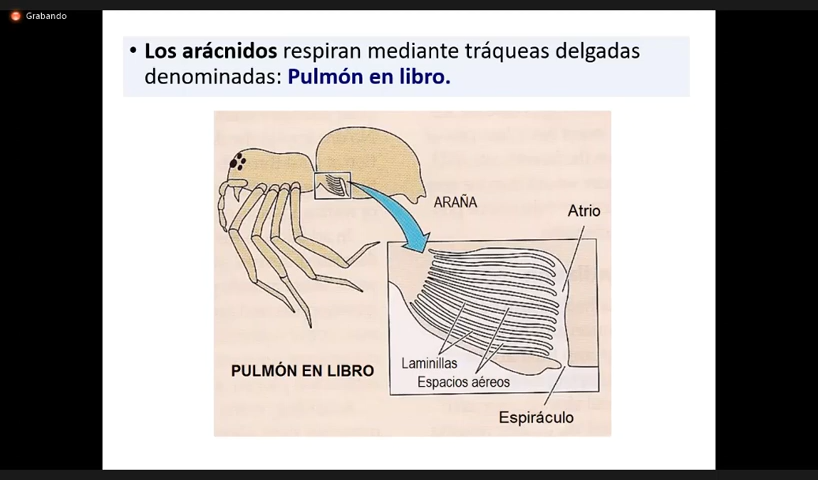 Grabando
• Los arácnidos respiran mediante tráqueas delgadas
denominadas: Pulmón en libro.
ARAÑA
Atrio
Laminillas
PULMÓN EN LIBRO
Espacios aéreos
Espiráculo